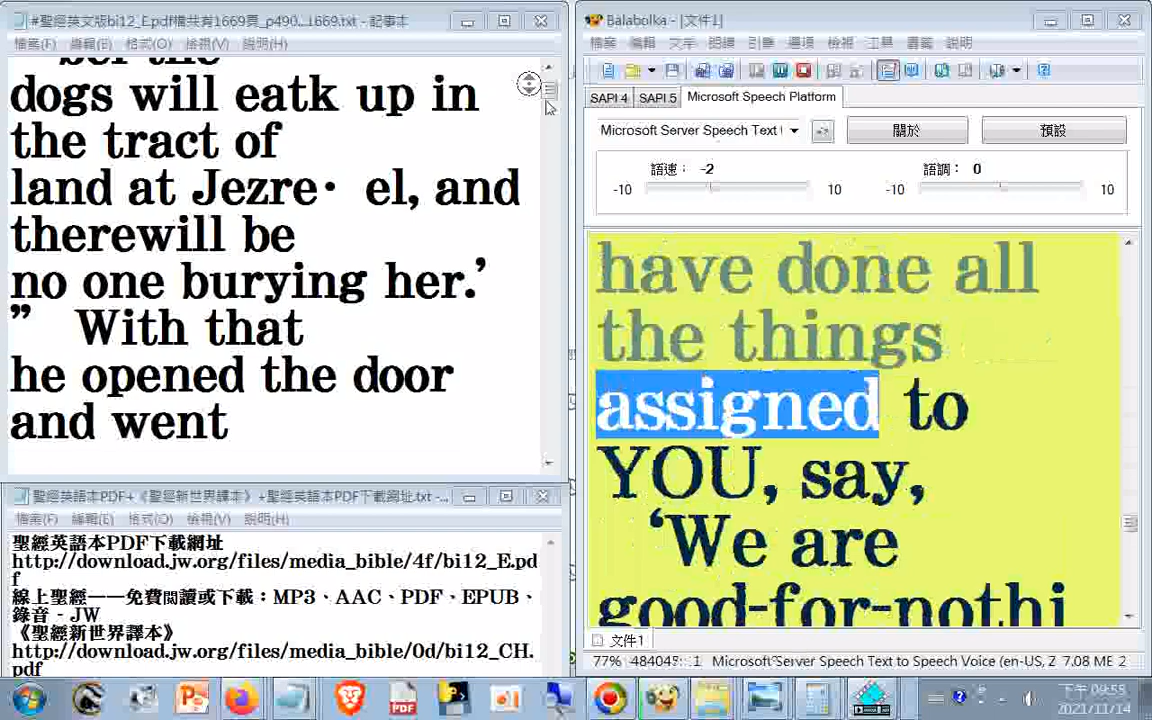 #聖經英文版bi12_E.pdf檔共有1669頁_p490...1669.txt - 記事本
檔案(F) 編輯(E) 格式(O) 檢視(V) 說明(H)
ber the
dogs will eatk up in
the tract of
land at Jezre· el, and
therewill be
no one burying her.’
” With that
he opened the door
and went
聖經英語本PDF+《聖經新世界譯本》+聖經英語本PDF下載網址.txt - ...
檔案(F) 編輯(E) 格式(O) 檢視(V) 說明(H)
聖經英語本PDF下載網址
http://download.jw.org/files/media_bible/4f/bi12_E.pd
f
線上聖經——免費閱讀或下載：MP3、AAC、PDF、EPUB、
錄音 - JW
《聖經新世界譯本》
http://download.jw.org/files/media_bible/0d/bi12_CH.
pdf
Balabolka - [文件1]
檔案 編輯 文字 朗讀 引擎 選項 檢視 工具 書籤 說明
SAPI 4 SAPI 5 Microsoft Speech Platform
Microsoft Server Speech Text 關於 預設
語速： -2 語調： 0
-10 10 -10 10
have done all
the things
assigned to
YOU, say,
‘We are
good-for-nothi
文件1
77% Microsoft Server Speech Text to Speech Voice (en-US, Z 7.08 ME 2
PDF
下午 09:55
2021/11/14